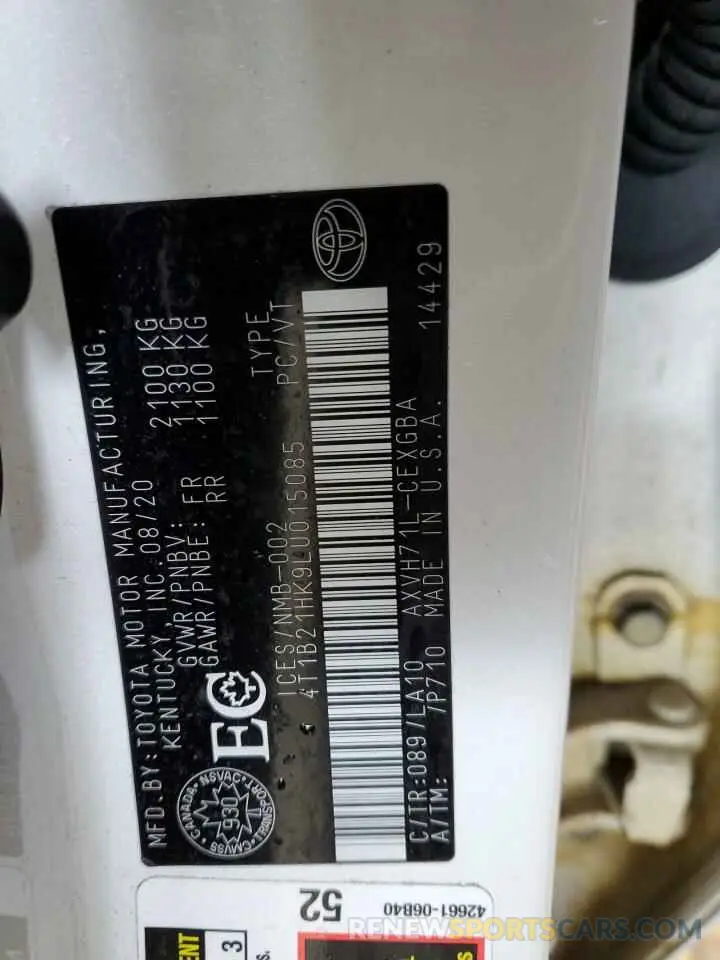 MFD.BY:TOYOTA MOTOR MANUFACTURING,
KENTUCKY, INC.08/20
GVWR/PNBV: 2100 KG
GAWR/PNBE: FR 1130 KG
RR 1100 KG
CANADA
NSVAC
930
CMVSS
TRANSPORT
EC
ICES/NMB-002
4T1B21HK9LU015085
TYPE
PC/VT
C/TR:089/LA10 AXVH71L-CEXGBA
A/TM: /P710 MADE IN U.S.A. 14429
52
42661-06B40
3
RENEWSPORTSCARS.COM